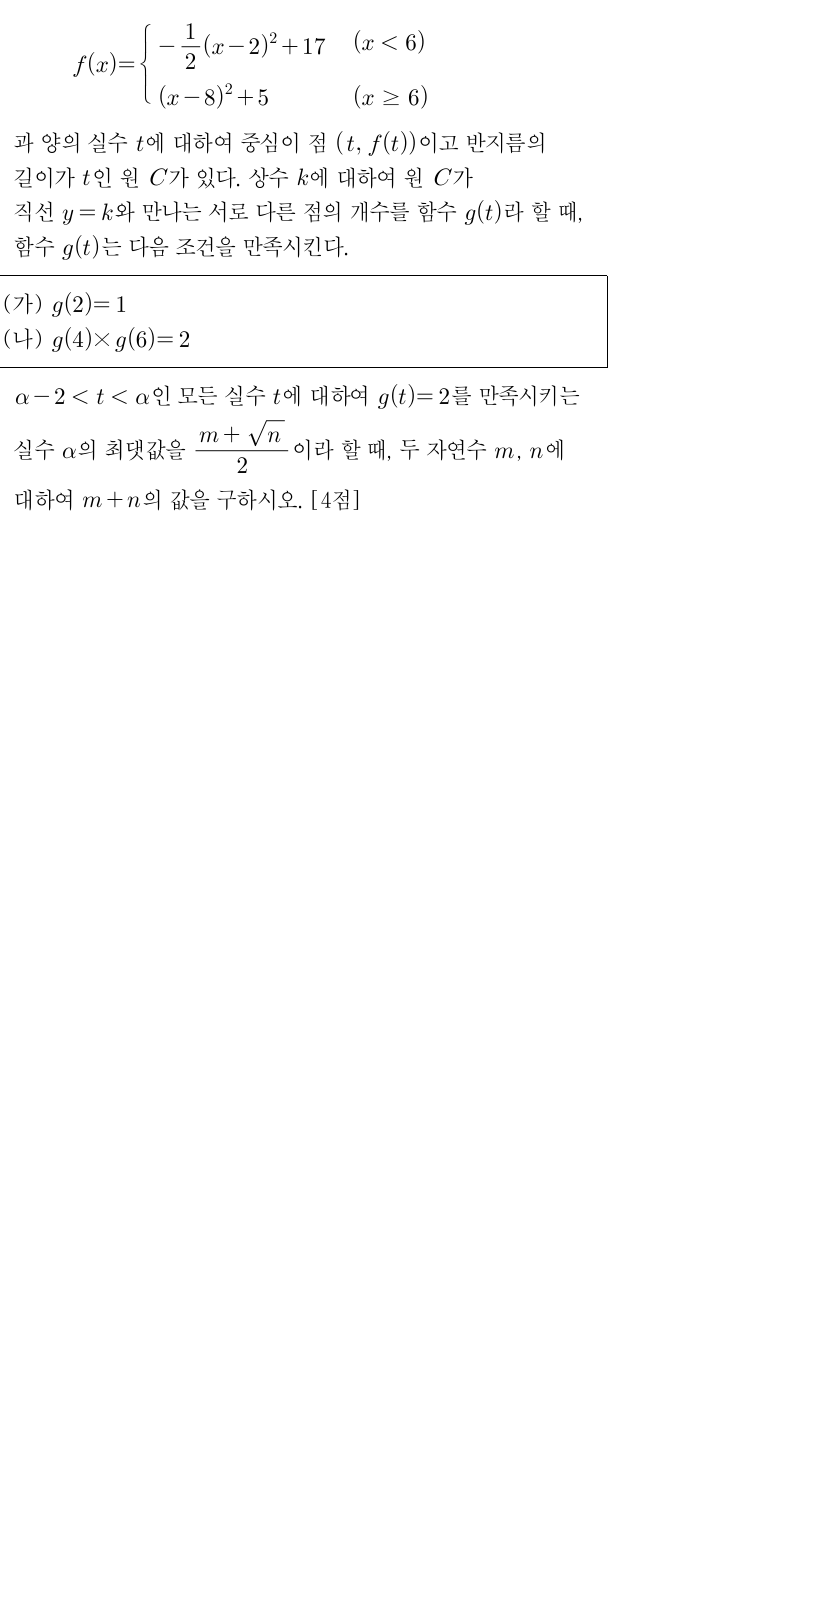 f(x)= { -1/2(x-2)²+17 (x < 6)
(x-8)²+5 (x ≥ 6)
과 양의 실수 t에 대하여 중심이 점 (t, f(t))이고 반지름의
길이가 t인 원 C가 있다. 상수 k에 대하여 원 C가
직선 y=k와 만나는 서로 다른 점의 개수를 함수 g(t)라 할 때,
함수 g(t)는 다음 조건을 만족시킨다.
(가) g(2)=1
(나) g(4)×g(6)=2
α-2<t<α인 모든 실수 t에 대하여 g(t)=2를 만족시키는
실수 α의 최댓값을 (m+√n)/2 이라 할 때, 두 자연수 m, n에
대하여 m+n의 값을 구하시오. [4점]